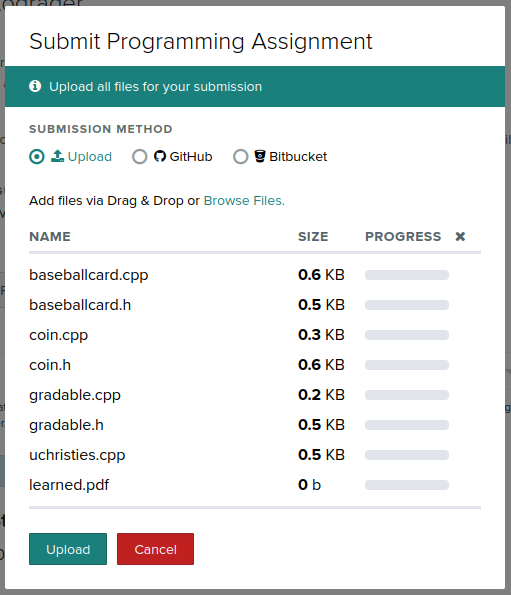 Submit Programming Assignment
Upload all files for your submission
SUBMISSION METHOD
Upload GitHub Bitbucket
Add files via Drag & Drop or Browse Files.
NAME SIZE PROGRESS ✖
baseballcard.cpp 0.6 KB
baseballcard.h 0.5 KB
coin.cpp 0.3 KB
coin.h 0.6 KB
gradable.cpp 0.2 KB
gradable.h 0.5 KB
uchristies.cpp 0.5 KB
learned.pdf 0 b
Upload Cancel